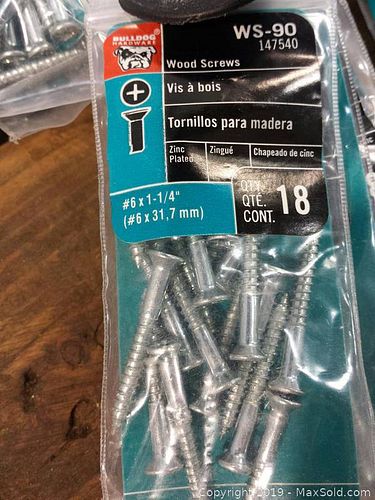 BULLDOG
HARDWARE
WS-90
147540
Wood Screws
Vis à bois
Tornillos para madera
Zinc Plated
Zingué
Chapeado de cinc
#6 x 1-1/4"
(#6 x 31,7 mm)
QTY.
QTE.
CONT.
18
Copyright 2019 - MaxSold.com